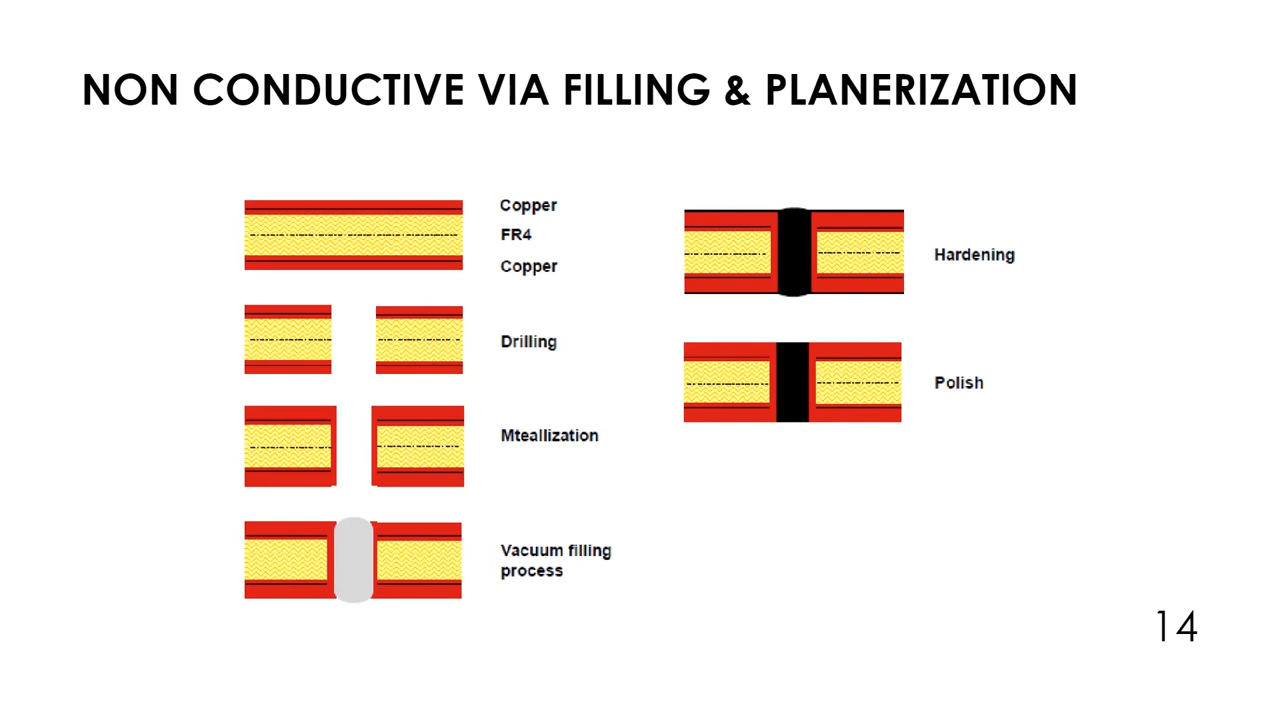 NON CONDUCTIVE VIA FILLING & PLANERIZATION
Copper
FR4
Copper
Drilling
Mteallization
Vacuum filling
process
Hardening
Polish
14